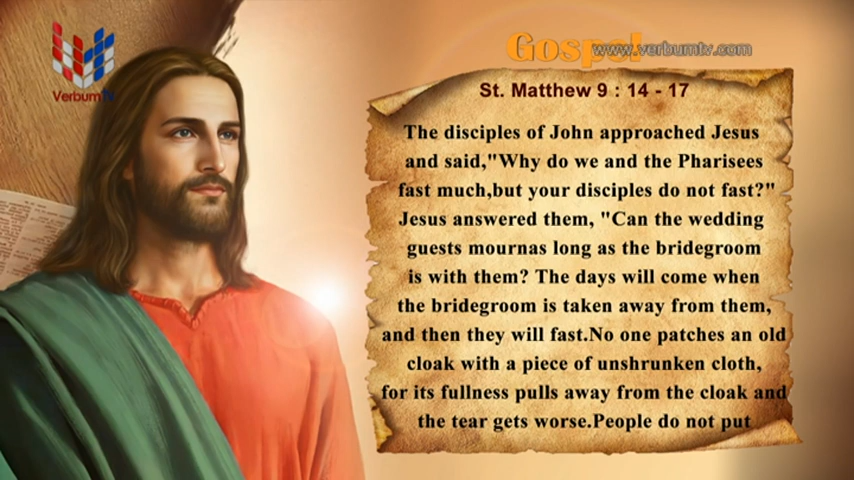 VerbumTV
Gospel
www.verbumtv.com
St. Matthew 9 : 14 - 17
The disciples of John approached Jesus
and said,"Why do we and the Pharisees
fast much,but your disciples do not fast?"
Jesus answered them, "Can the wedding
guests mournas long as the bridegroom
is with them? The days will come when
the bridegroom is taken away from them,
and then they will fast.No one patches an old
cloak with a piece of unshrunken cloth,
for its fullness pulls away from the cloak and
the tear gets worse.People do not put